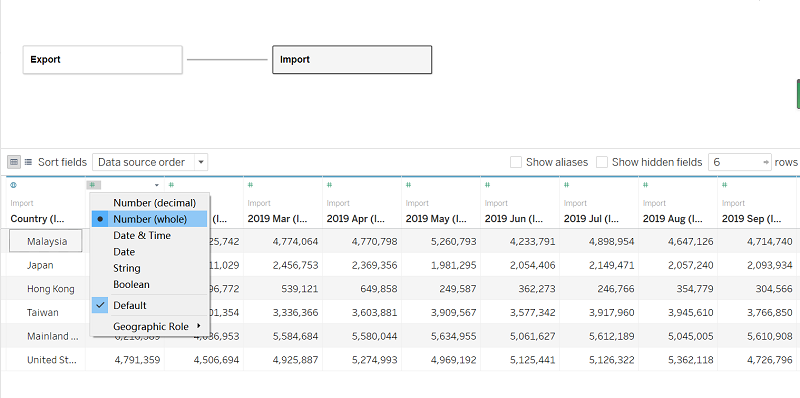 Export Import
Sort fields Data source order Show aliases Show hidden fields 6 rows
# # # # # # # # #
Import Import Import Import Import Import Import Import
Country (I... (I... 2019 Mar (I... 2019 Apr (I... 2019 May (I... 2019 Jun (I... 2019 Jul (I... 2019 Aug (I... 2019 Sep (I...
Number (decimal)
Number (whole)
Date & Time
Date
String
Boolean
Default
Geographic Role
Malaysia 25,742 4,774,064 4,770,798 5,260,793 4,233,791 4,898,954 4,647,126 4,714,740
Japan 11,029 2,456,753 2,369,356 1,981,295 2,054,406 2,149,471 2,057,240 2,093,934
Hong Kong 96,772 539,121 649,858 249,587 362,273 246,766 354,779 304,566
Taiwan 01,354 3,336,366 3,603,881 3,909,567 3,577,342 3,917,960 3,945,610 3,766,850
Mainland ... 36,953 5,584,684 5,580,044 5,634,955 5,061,627 5,612,189 5,045,005 5,610,908
United St... 4,791,359 4,506,694 4,925,887 5,274,993 4,969,192 5,125,441 5,126,322 5,362,118 4,726,796